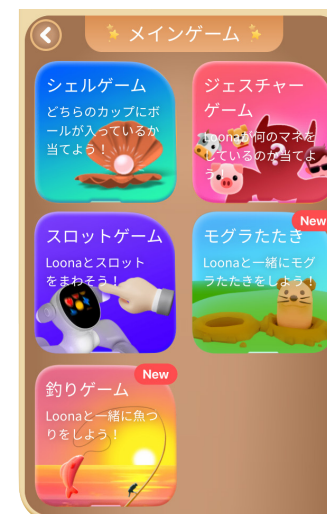 メインゲーム
シェルゲーム
どちらのカップにボ
ールが入っているか
当てよう！
ジェスチャー
ゲーム
Loonaが何のマネを
しているのか当てよ
う！
スロットゲーム
Loonaとスロット
をまわそう！
New
モグラたたき
Loonaと一緒にモグ
ラたたきをしよう！
New
釣りゲーム
Loonaと一緒に魚つ
りをしよう！